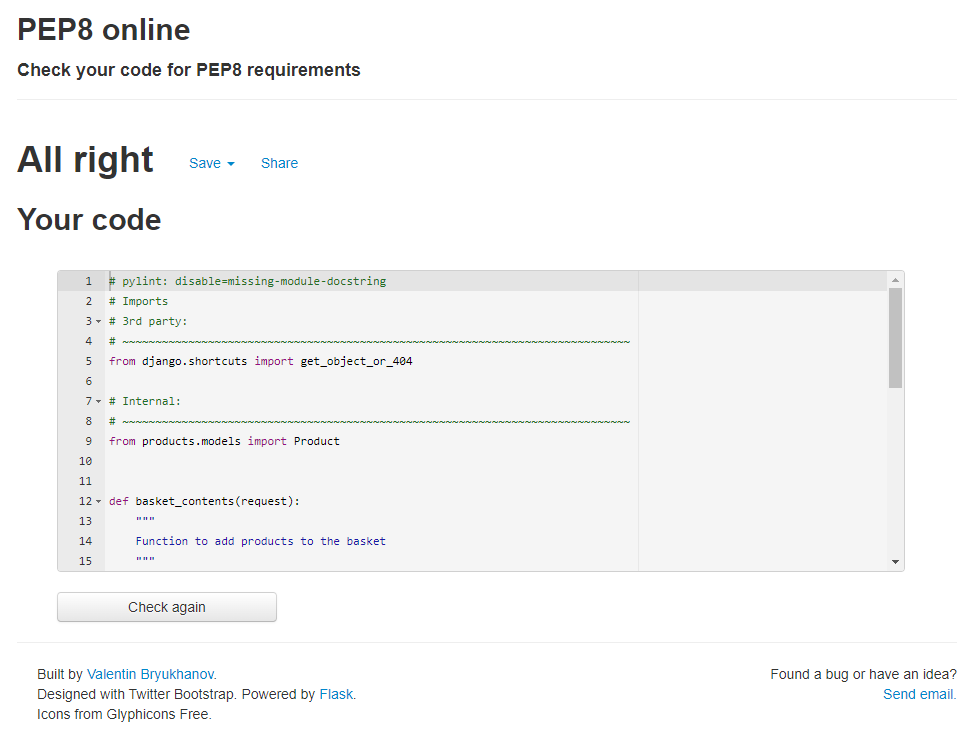 PEP8 online
Check your code for PEP8 requirements
All right
Save
Share
Your code
1 # pylint: disable=missing-module-docstring
2 # Imports
3 # 3rd party:
4 # ~~~~~~~~~~~~~~~~~~~~~~~~~~~~~~~~~~~~~~~~~~~~~~~~~~~~~~~~~~~~~~~~~~~~~~~~~~~~~
5 from django.shortcuts import get_object_or_404
6
7 # Internal:
8 # ~~~~~~~~~~~~~~~~~~~~~~~~~~~~~~~~~~~~~~~~~~~~~~~~~~~~~~~~~~~~~~~~~~~~~~~~~~~~~
9 from products.models import Product
10
11
12 def basket_contents(request):
13 """
14 Function to add products to the basket
15 """
Check again
Built by Valentin Bryukhanov.
Designed with Twitter Bootstrap. Powered by Flask.
Icons from Glyphicons Free.
Found a bug or have an idea?
Send email.